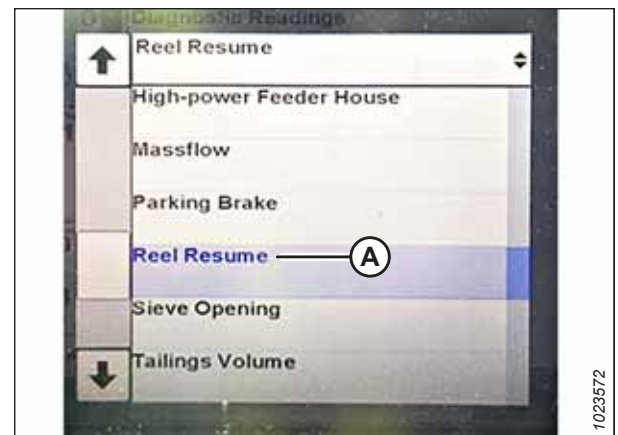 Diagnostic Readings
Reel Resume
High-power Feeder House
Massflow
Parking Brake
Reel Resume
A
Sieve Opening
Tailings Volume
1023572